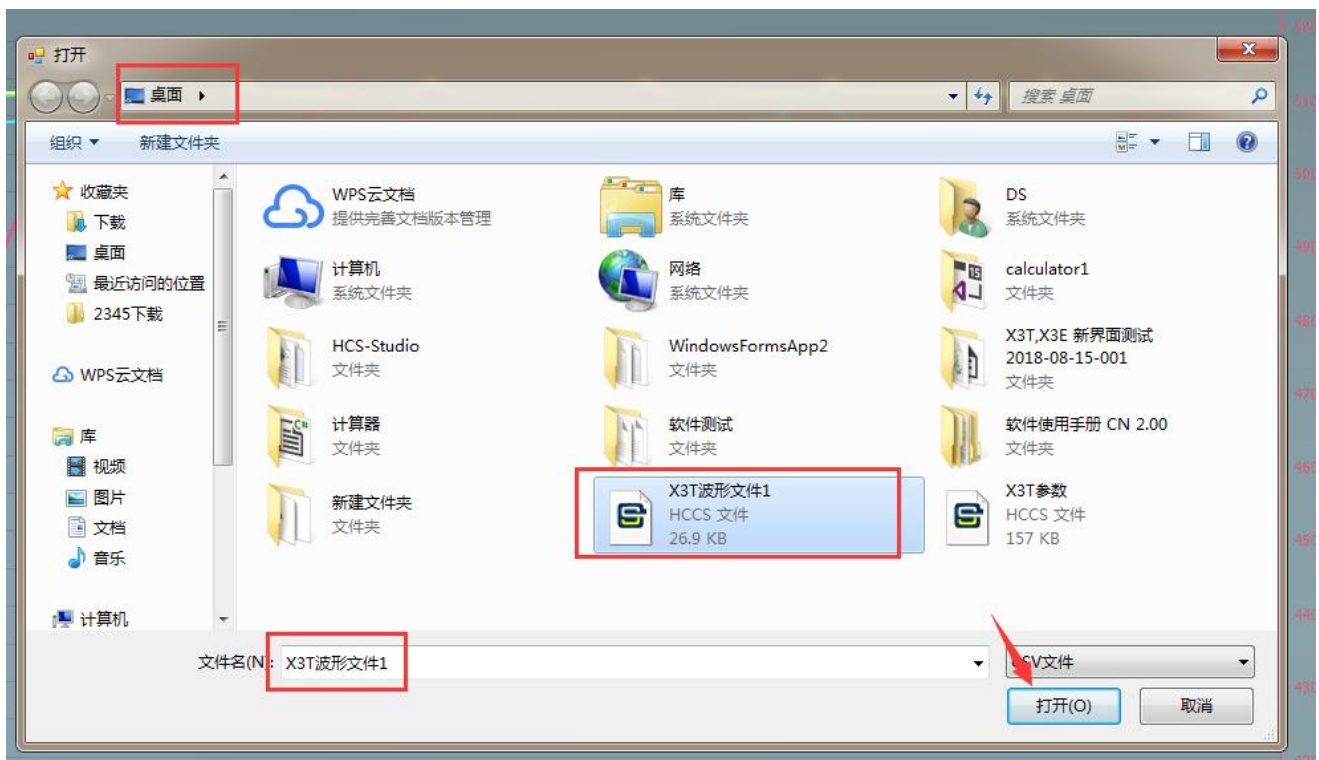 打开
桌面
搜索 桌面
组织
新建文件夹
收藏夹
下载
桌面
最近访问的位置
2345下载
WPS云文档
库
视频
图片
文档
音乐
计算机
WPS云文档
提供完善文档版本管理
库
系统文件夹
DS
系统文件夹
计算机
系统文件夹
网络
系统文件夹
calculator1
文件夹
HCS-Studio
文件夹
WindowsFormsApp2
文件夹
X3T,X3E 新界面测试
2018-08-15-001
文件夹
计算器
文件夹
软件测试
文件夹
软件使用手册 CN 2.00
文件夹
新建文件夹
文件夹
X3T波形文件1
HCCS 文件
26.9 KB
X3T参数
HCCS 文件
157 KB
文件名(N): X3T波形文件1
CSV文件
打开(O)
取消